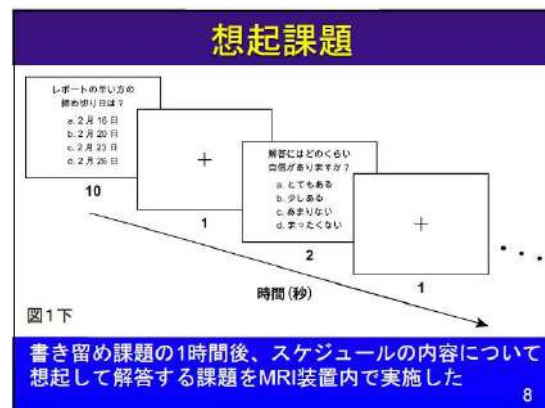 想起課題
レポートの早い方の
締め切り日は？
a. 2月16日
b. 2月20日
c. 2月23日
d. 2月26日
10
+
1
解答にはどのくらい
自信がありますか？
a. とてもある
b. 少しある
c. あまりない
d. まったくない
2
+
1
・・・
時間(秒)
図1下
書き留め課題の1時間後、スケジュールの内容について
想起して解答する課題をMRI装置内で実施した
8